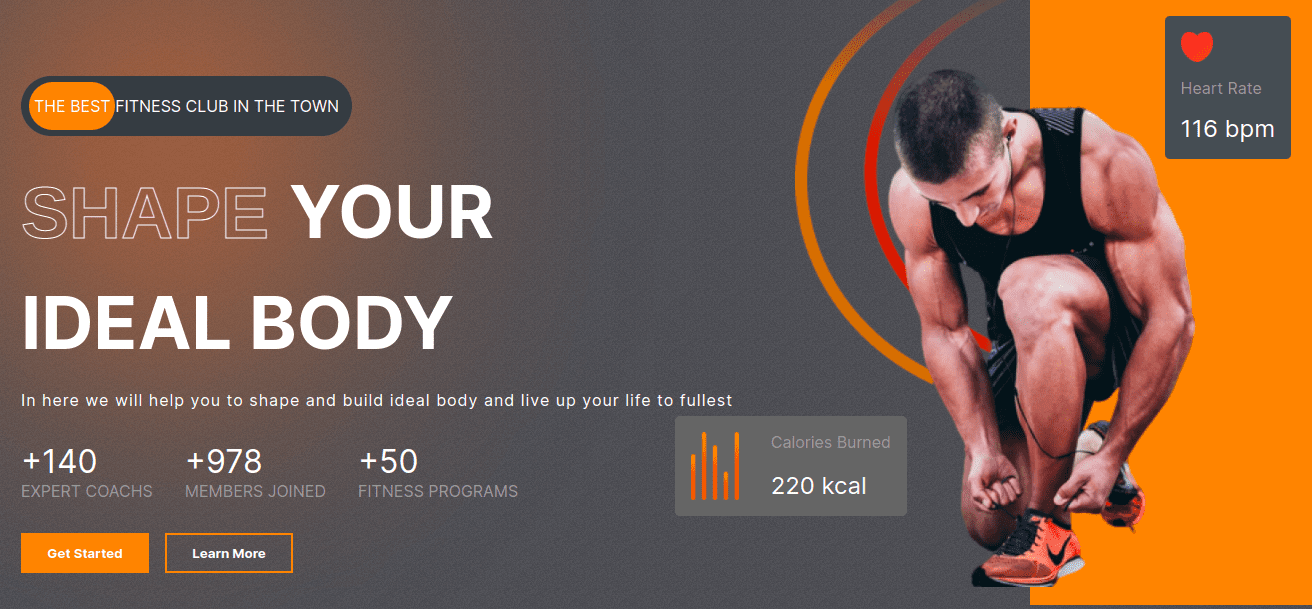 THE BEST FITNESS CLUB IN THE TOWN
SHAPE YOUR
IDEAL BODY
In here we will help you to shape and build ideal body and live up your life to fullest
+140
EXPERT COACHS
+978
MEMBERS JOINED
+50
FITNESS PROGRAMS
Get Started
Learn More
Calories Burned
220 kcal
Heart Rate
116 bpm